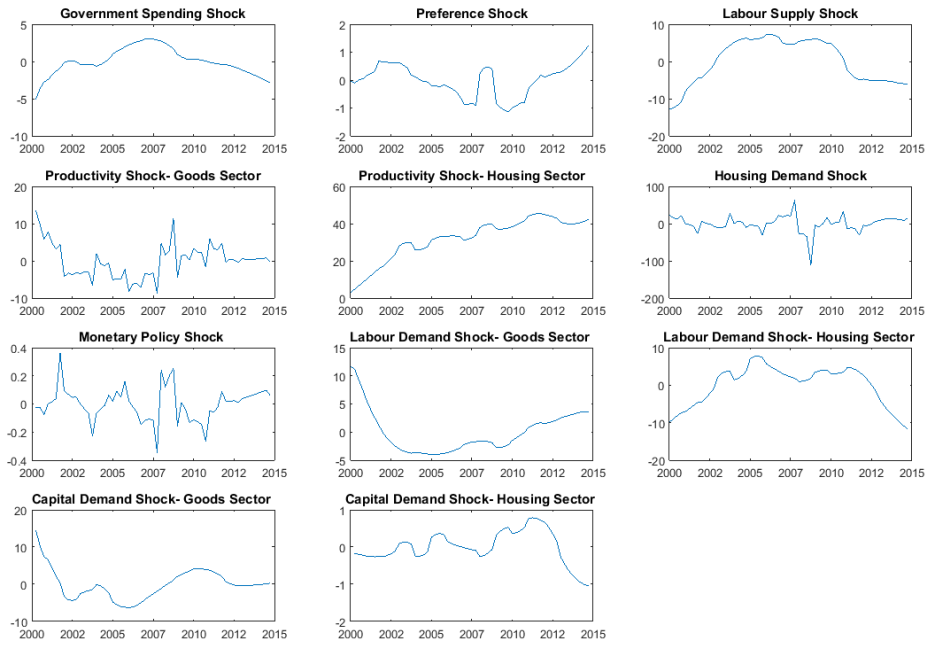 Government Spending Shock
5
0
-5
-10
2000 2002 2005 2007 2010 2012 2015
Preference Shock
2
1
0
-1
-2
2000 2002 2005 2007 2010 2012 2015
Labour Supply Shock
10
0
-10
-20
2000 2002 2005 2007 2010 2012 2015
Productivity Shock- Goods Sector
20
10
0
-10
2000 2002 2005 2007 2010 2012 2015
Productivity Shock- Housing Sector
60
40
20
0
2000 2002 2005 2007 2010 2012 2015
Housing Demand Shock
100
0
-100
-200
2000 2002 2005 2007 2010 2012 2015
Monetary Policy Shock
0.4
0.2
0
-0.2
-0.4
2000 2002 2005 2007 2010 2012 2015
Labour Demand Shock- Goods Sector
15
10
5
0
-5
2000 2002 2005 2007 2010 2012 2015
Labour Demand Shock- Housing Sector
10
0
-10
-20
2000 2002 2005 2007 2010 2012 2015
Capital Demand Shock- Goods Sector
20
10
0
-10
2000 2002 2005 2007 2010 2012 2015
Capital Demand Shock- Housing Sector
1
0
-1
-2
2000 2002 2005 2007 2010 2012 2015